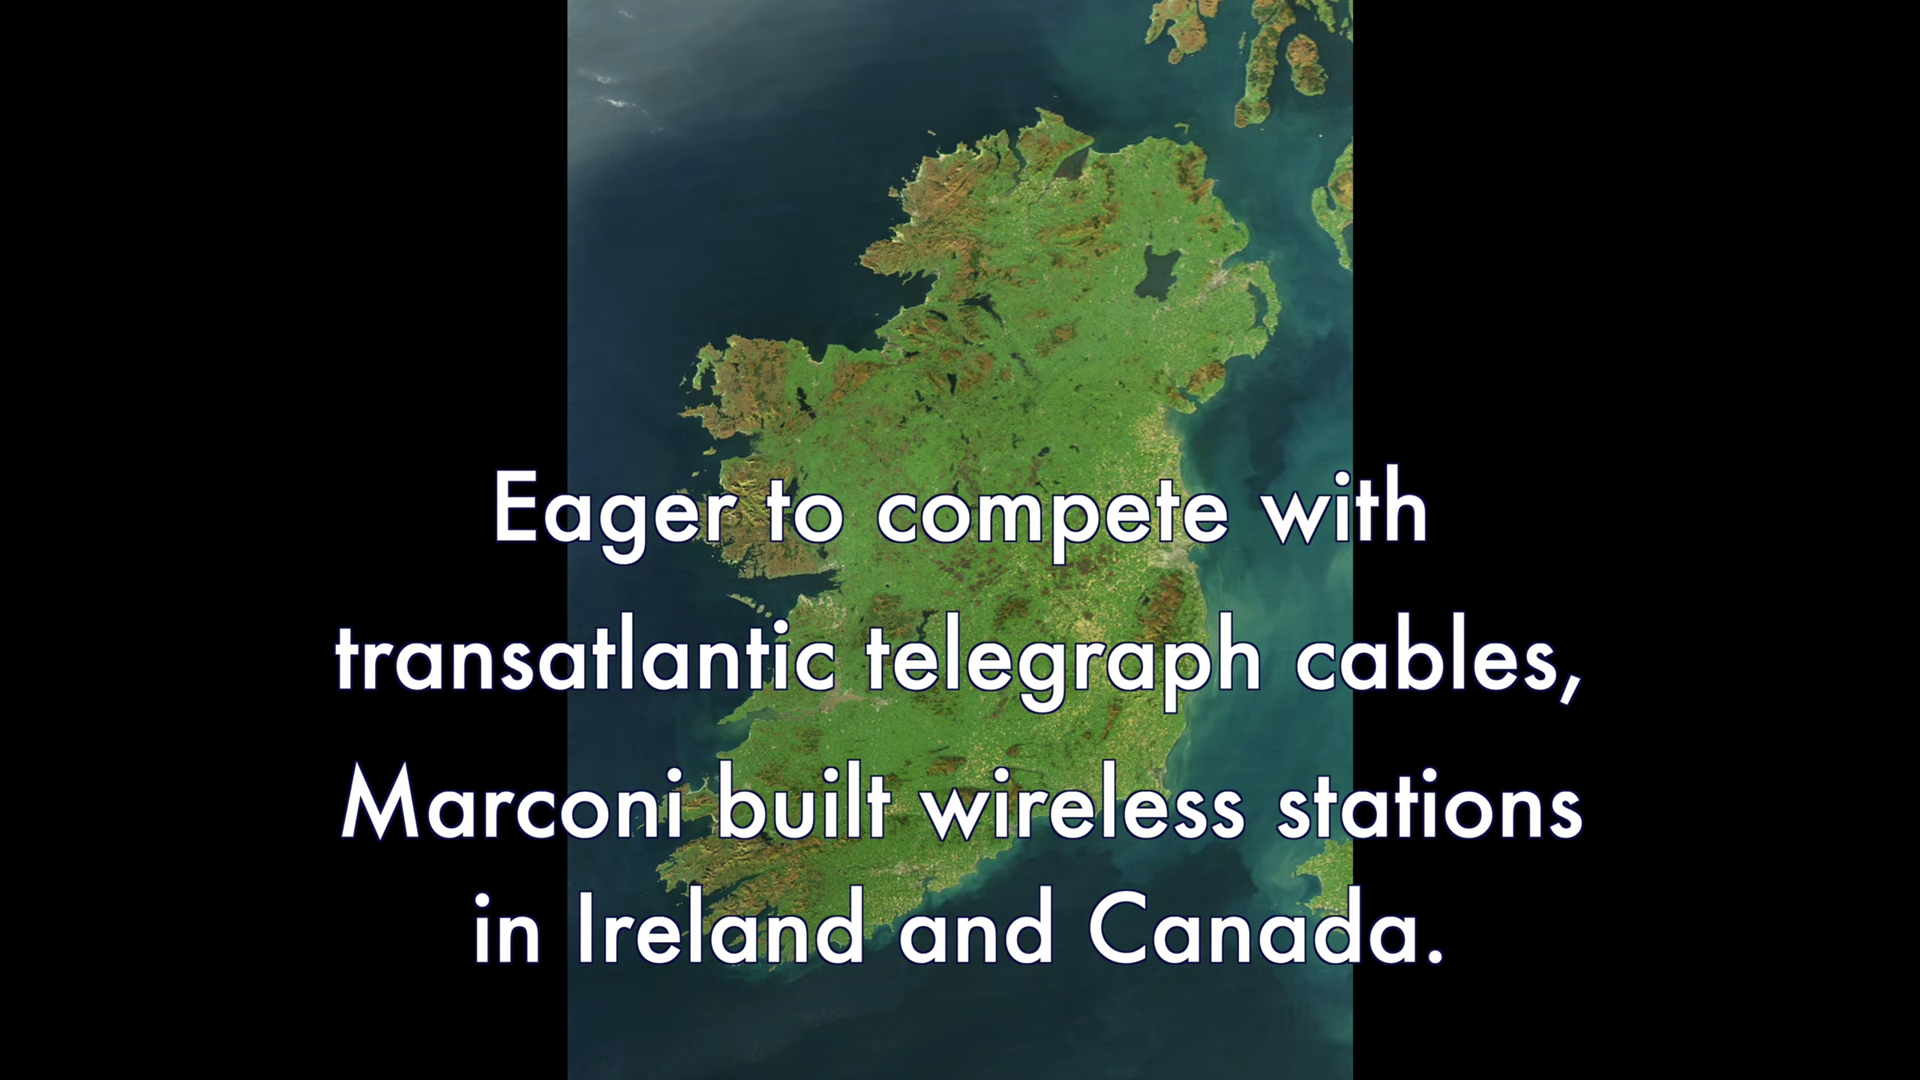 Eager to compete with
transatlantic telegraph cables,
Marconi built wireless stations
in Ireland and Canada.